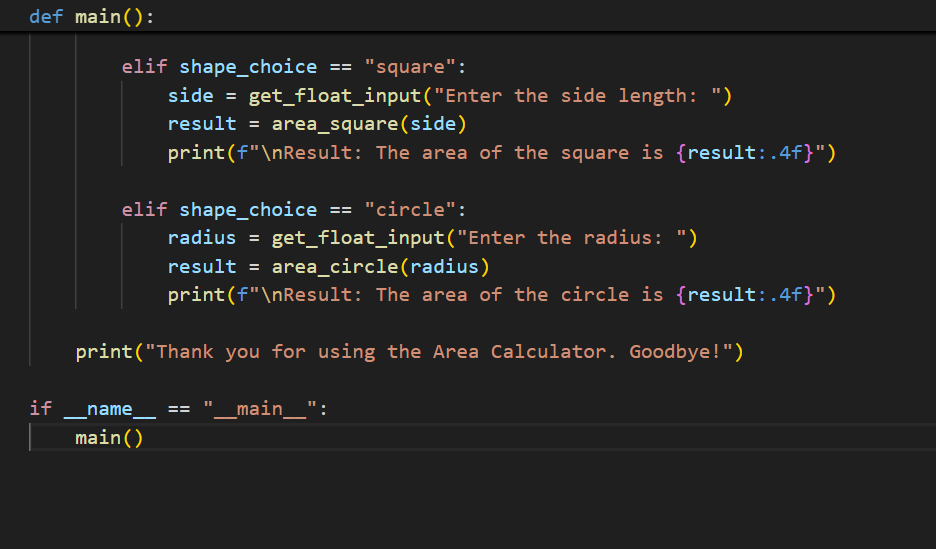 def main():
elif shape_choice == "square":
side = get_float_input("Enter the side length: ")
result = area_square(side)
print(f"\nResult: The area of the square is {result:.4f}")
elif shape_choice == "circle":
radius = get_float_input("Enter the radius: ")
result = area_circle(radius)
print(f"\nResult: The area of the circle is {result:.4f}")
print("Thank you for using the Area Calculator. Goodbye!")
if __name__ == "__main__":
main()